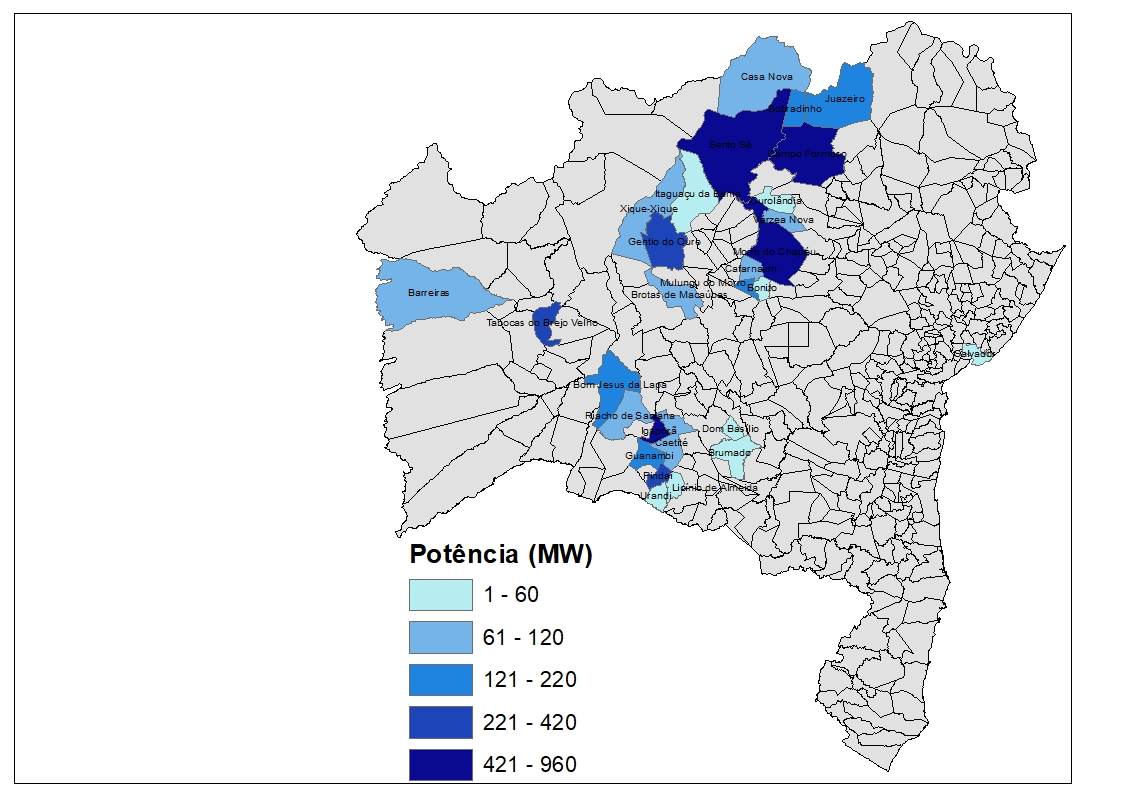 Casa Nova
Juazeiro
Sobradinho
Sento Sé
Campo Formoso
Itaguaçu da Bahia
Ourolândia
Xique-Xique
Várzea Nova
Gentio do Ouro
Morro do Chapéu
Cafarnaum
Mulungu do Morro
Bonito
Barreiras
Brotas de Macaúbas
Tabocas do Brejo Velho
Salvador
Bom Jesus da Lapa
Riacho de Santana
Igaporã
Dom Basílio
Caetité
Guanambi
Brumado
Pindaí
Licínio de Almeida
Urandi
Potência (MW)
1 - 60
61 - 120
121 - 220
221 - 420
421 - 960